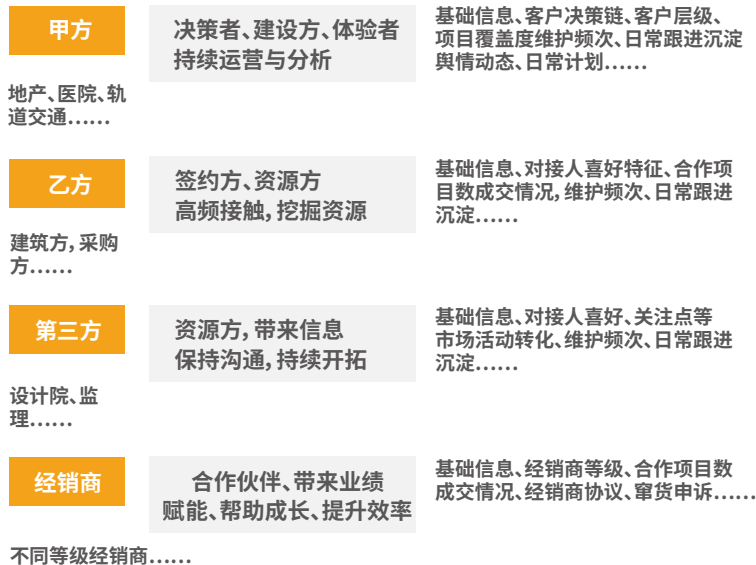 甲方
决策者、建设方、体验者
持续运营与分析
基础信息、客户决策链、客户层级、
项目覆盖度维护频次、日常跟进沉淀
舆情动态、日常计划……
地产、医院、轨
道交通……
乙方
签约方、资源方
高频接触，挖掘资源
基础信息、对接人喜好特征、合作项
目数成交情况，维护频次、日常跟进
沉淀……
建筑方，采购
方……
第三方
资源方，带来信息
保持沟通，持续开拓
基础信息、对接人喜好、关注点等
市场活动转化、维护频次、日常跟进
沉淀……
设计院、监
理……
经销商
合作伙伴、带来业绩
赋能、帮助成长、提升效率
基础信息、经销商等级、合作项目数
成交情况、经销商协议、窜货申诉……
不同等级经销商……